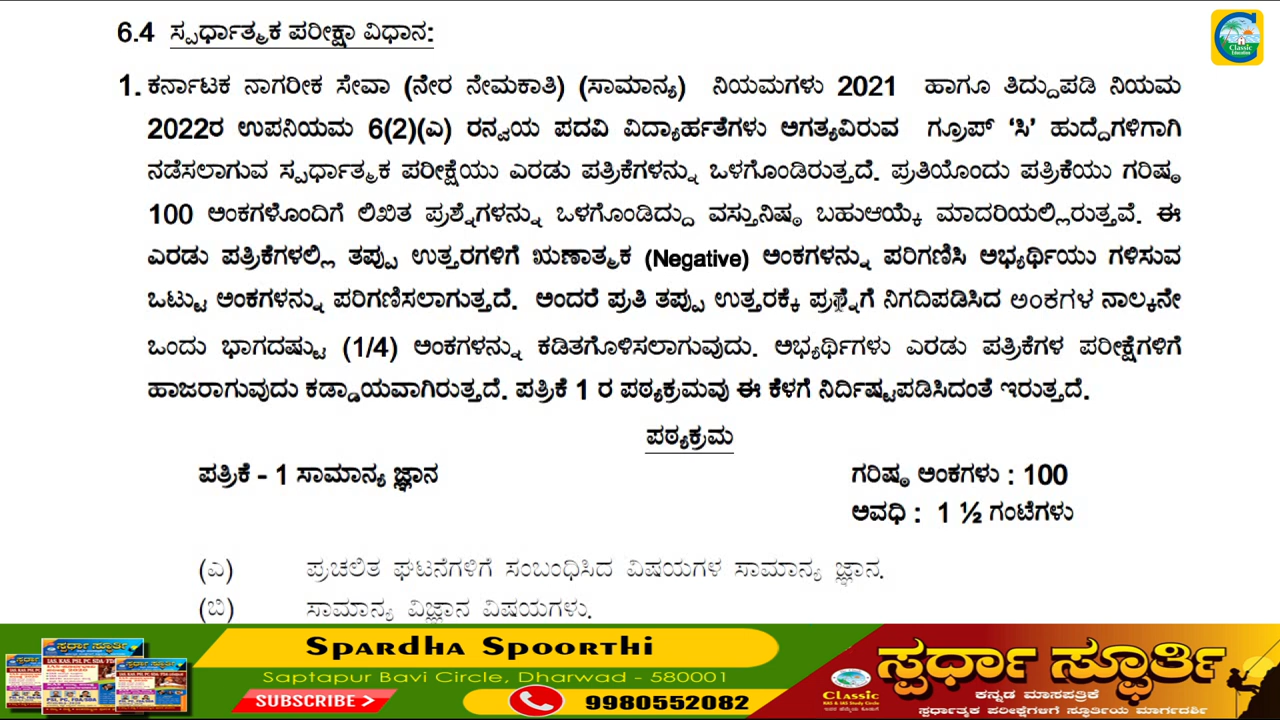 6.4 ಸ್ಪರ್ಧಾತ್ಮಕ ಪರೀಕ್ಷಾ ವಿಧಾನ:
Classic
Education
1. ಕರ್ನಾಟಕ ನಾಗರೀಕ ಸೇವಾ (ನೇರ ನೇಮಕಾತಿ) (ಸಾಮಾನ್ಯ) ನಿಯಮಗಳು 2021 ಹಾಗೂ ತಿದ್ದುಪಡಿ ನಿಯಮ
2022ರ ಉಪನಿಯಮ 6(2)(ಎ) ರನ್ವಯ ಪದವಿ ವಿದ್ಯಾರ್ಹತೆಗಳು ಅಗತ್ಯವಿರುವ ಗ್ರೂಪ್ ‘ಸಿ’ ಹುದ್ದೆಗಳಿಗಾಗಿ
ನಡೆಸಲಾಗುವ ಸ್ಪರ್ಧಾತ್ಮಕ ಪರೀಕ್ಷೆಯು ಎರಡು ಪತ್ರಿಕೆಗಳನ್ನು ಒಳಗೊಂಡಿರುತ್ತದೆ. ಪ್ರತಿಯೊಂದು ಪತ್ರಿಕೆಯು ಗರಿಷ್ಠ
100 ಅಂಕಗಳೊಂದಿಗೆ ಲಿಖಿತ ಪ್ರಶ್ನೆಗಳನ್ನು ಒಳಗೊಂಡಿದ್ದು ವಸ್ತುನಿಷ್ಠ ಬಹುಆಯ್ಕೆ ಮಾದರಿಯಲ್ಲಿರುತ್ತವೆ. ಈ
ಎರಡು ಪತ್ರಿಕೆಗಳಲ್ಲಿ ತಪ್ಪು ಉತ್ತರಗಳಿಗೆ ಋಣಾತ್ಮಕ (Negative) ಅಂಕಗಳನ್ನು ಪರಿಗಣಿಸಿ ಅಭ್ಯರ್ಥಿಯು ಗಳಿಸುವ
ಒಟ್ಟು ಅಂಕಗಳನ್ನು ಪರಿಗಣಿಸಲಾಗುತ್ತದೆ. ಅಂದರೆ ಪ್ರತಿ ತಪ್ಪು ಉತ್ತರಕ್ಕೆ ಪ್ರಶ್ನೆಗೆ ನಿಗದಿಪಡಿಸಿದ ಅಂಕಗಳ ನಾಲ್ಕನೇ
ಒಂದು ಭಾಗದಷ್ಟು (1/4) ಅಂಕಗಳನ್ನು ಕಡಿತಗೊಳಿಸಲಾಗುವುದು. ಅಭ್ಯರ್ಥಿಗಳು ಎರಡು ಪತ್ರಿಕೆಗಳ ಪರೀಕ್ಷೆಗಳಿಗೆ
ಹಾಜರಾಗುವುದು ಕಡ್ಡಾಯವಾಗಿರುತ್ತದೆ. ಪತ್ರಿಕೆ 1 ರ ಪಠ್ಯಕ್ರಮವು ಈ ಕೆಳಗೆ ನಿರ್ದಿಷ್ಟಪಡಿಸಿದಂತೆ ಇರುತ್ತದೆ.
ಪಠ್ಯಕ್ರಮ
ಪತ್ರಿಕೆ – 1 ಸಾಮಾನ್ಯ ಜ್ಞಾನ ಗರಿಷ್ಠ ಅಂಕಗಳು : 100
ಅವಧಿ : 1 ½ ಗಂಟೆಗಳು
(ಎ) ಪ್ರಚಲಿತ ಘಟನೆಗಳಿಗೆ ಸಂಬಂಧಿಸಿದ ವಿಷಯಗಳ ಸಾಮಾನ್ಯ ಜ್ಞಾನ.
(ಬಿ) ಸಾಮಾನ್ಯ ವಿಜ್ಞಾನ ವಿಷಯಗಳು.
Spardha Spoorthi
Saptapur Bavi Circle, Dharwad - 580001
SUBSCRIBE
9980552082
Classic
KAS & IAS Study Circle
ಸ್ಪರ್ಧಾ ಸ್ಫೂರ್ತಿ
ಕನ್ನಡ ಮಾಸಪತ್ರಿಕೆ
ಸ್ಪರ್ಧಾತ್ಮಕ ಪರೀಕ್ಷೆಗಳಿಗೆ ಸ್ಫೂರ್ತಿಯ ಮಾರ್ಗದರ್ಶಿ